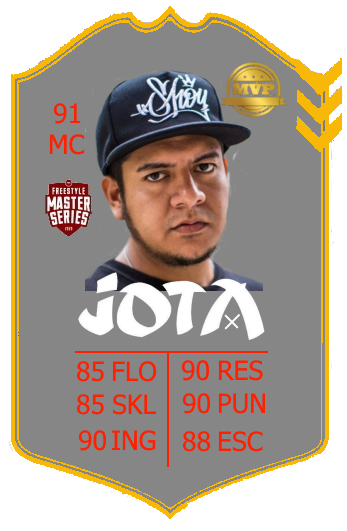 91
MC
Shoy
MVP
FREESTYLE
MASTER
SERIES
JOTA
85 FLO
85 SKL
90 ING
90 RES
90 PUN
88 ESC